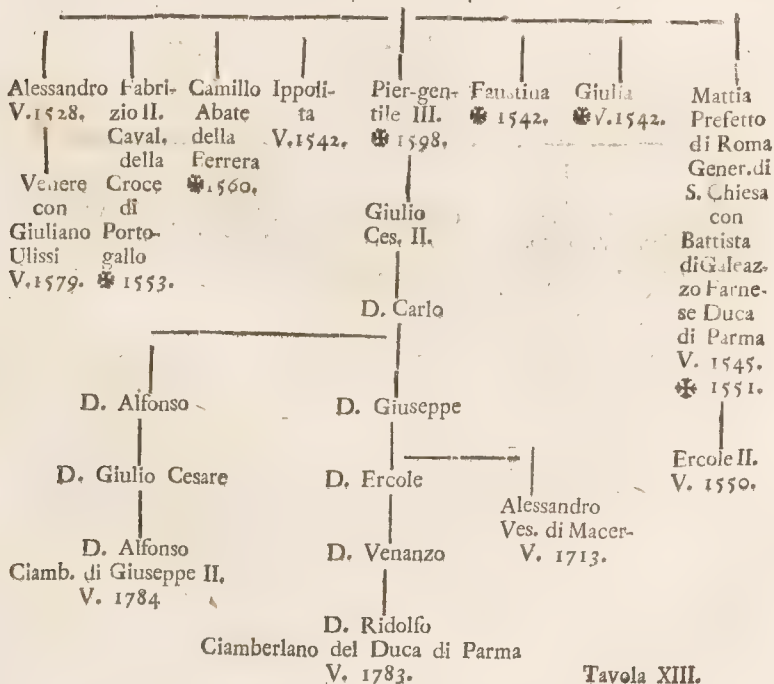 Alessandro
V.1528.
Venere
con
Giuliano
Ulissi
V.1579.
Fabri-
zio II.
Caval.
della
Croce
di
Porto-
gallo
✠ 1553.
Camillo
Abate
della
Ferrera
✠ 1560.
Ippoli-
ta
V.1542.
Pier-gen-
tile III.
✠ 1598.
Faustina
✠ 1542.
Giulia
✠ V.1542.
Mattia
Prefetto
di Roma
Gener.di
S. Chiesa
con
Battista
di Galeaz-
zo Farne-
se Duca
di Parma
V. 1545.
✠ 1551.
Giulio
Ces. II.
D. Carlo
D. Alfonso
D. Giuseppe
Ercole II.
V. 1550.
D. Giulio Cesare
D. Ercole
Alessandro
Ves. di Macer-
V. 1713.
D. Alfonso
Ciamb. di Giuseppe II.
V. 1784
D. Venanzo
D. Ridolfo
Ciamberlano del Duca di Parma
V. 1783.
Tavola XIII.